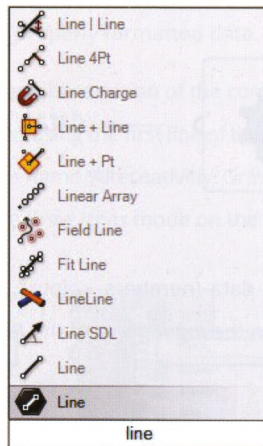 Line | Line
Line 4Pt
Line Charge
Line + Line
Line + Pt
Linear Array
Field Line
Fit Line
LineLine
Line SDL
Line
Line
line